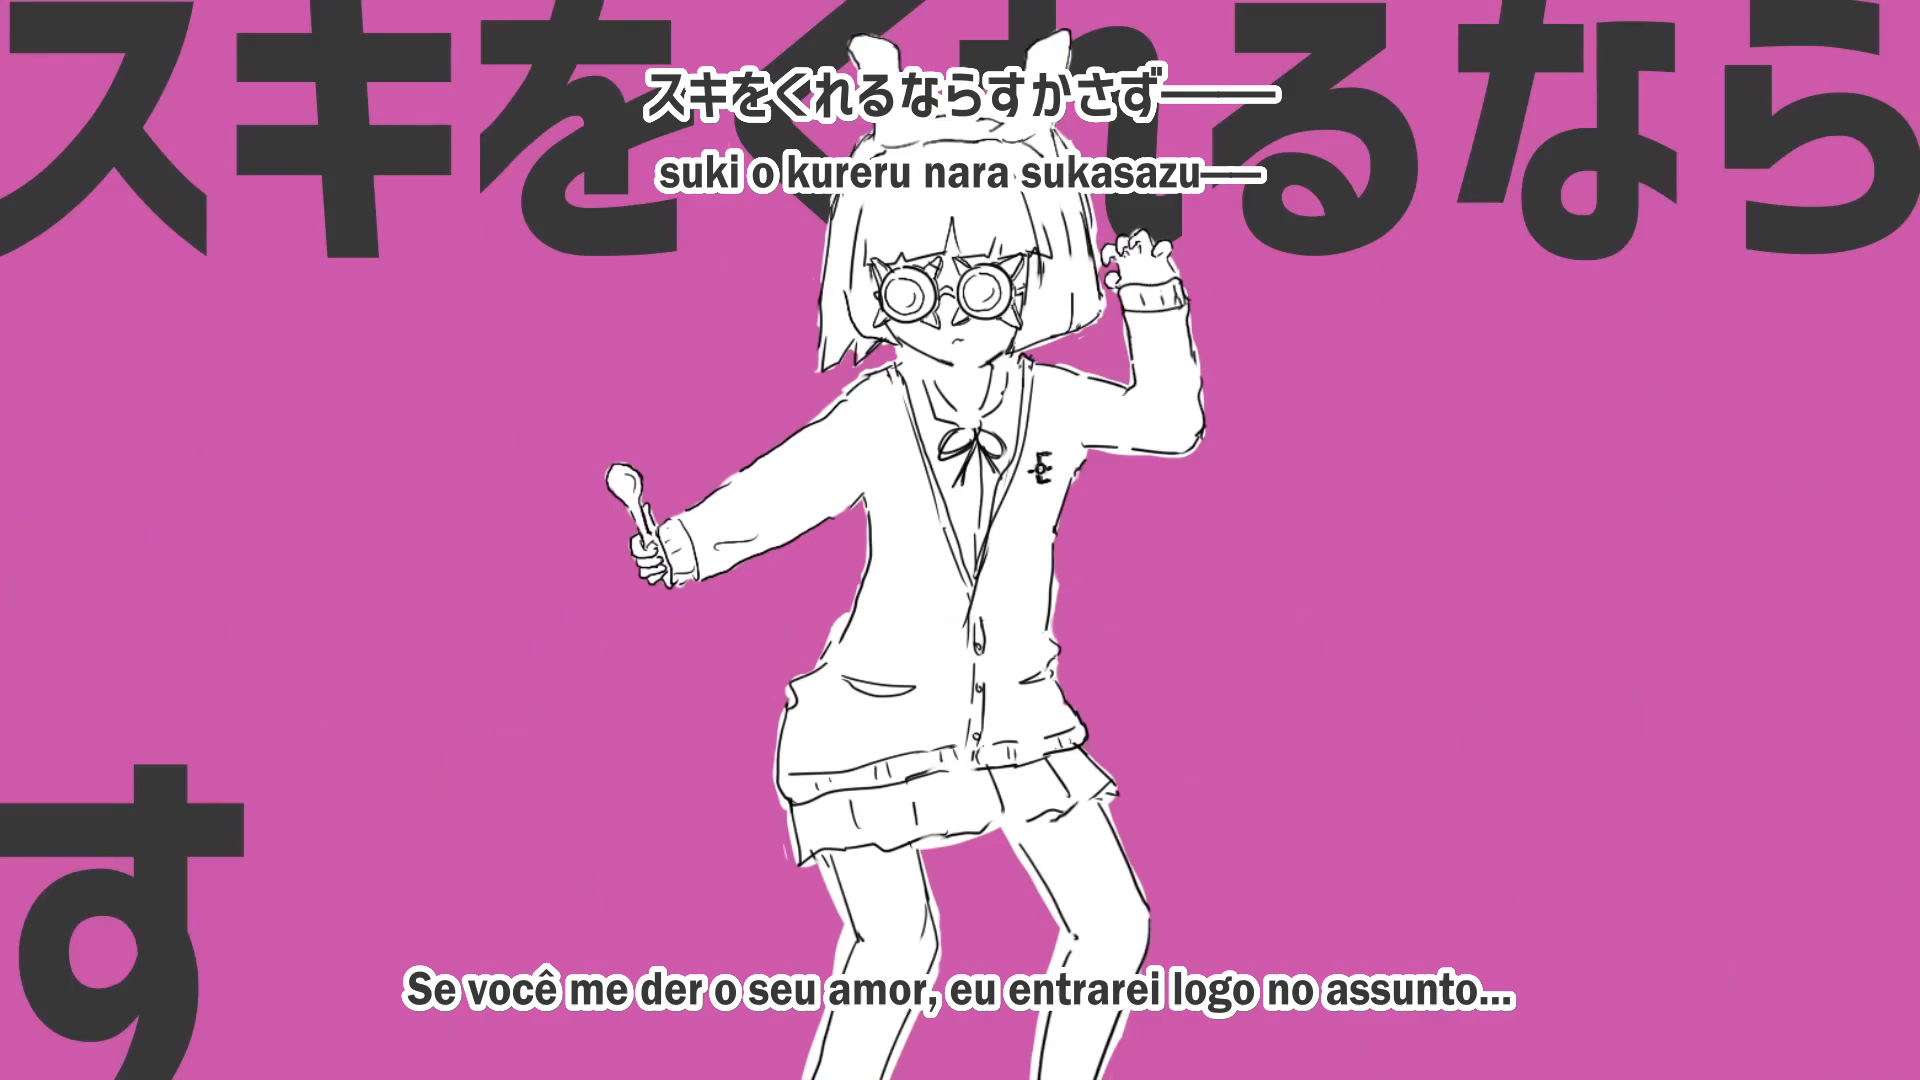 スキをくれるなら
スキをくれるならすかさず――
suki o kureru nara sukasazu—
す
Se você me der o seu amor, eu entrarei logo no assunto...